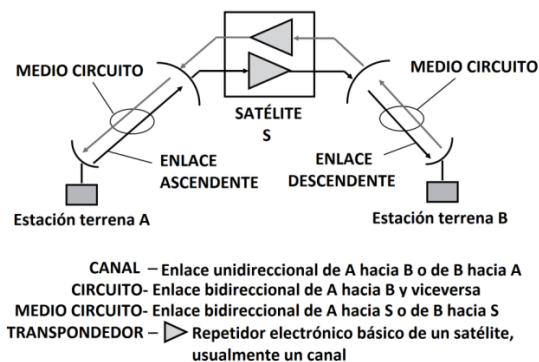 MEDIO CIRCUITO
MEDIO CIRCUITO
SATÉLITE
S
ENLACE
ASCENDENTE
ENLACE
DESCENDENTE
Estación terrena A
Estación terrena B
CANAL – Enlace unidireccional de A hacia B o de B hacia A
CIRCUITO- Enlace bidireccional de A hacia B y viceversa
MEDIO CIRCUITO- Enlace bidireccional de A hacia S o de B hacia S
TRANSPONDEDOR – Repetidor electrónico básico de un satélite,
usualmente un canal